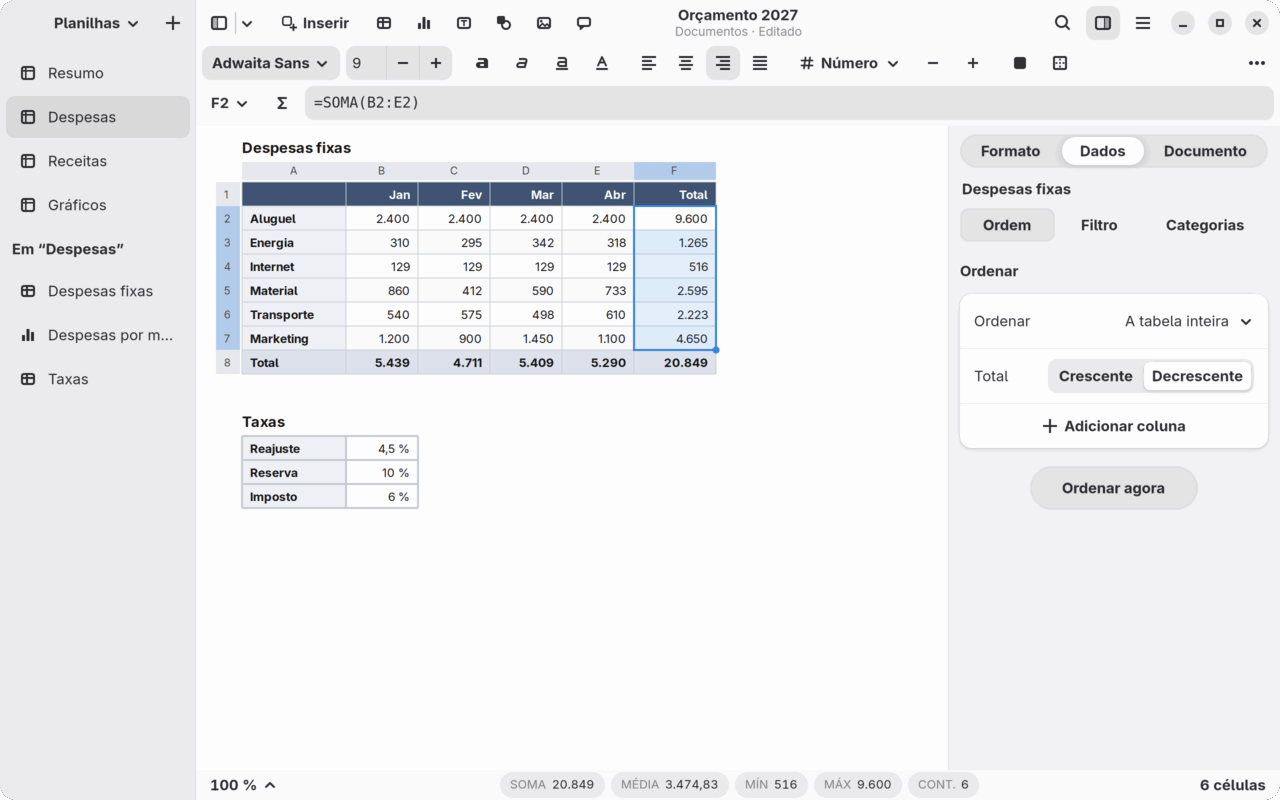 Planilhas
Inserir
Orçamento 2027
Documentos · Editado
Adwaita Sans
9
a a a A
# Número
F2
Σ
=SOMA(B2:E2)
Resumo
Despesas
Receitas
Gráficos
Em “Despesas”
Despesas fixas
Despesas por m...
Taxas
Despesas fixas
A B C D E F
1 Jan Fev Mar Abr Total
2 Aluguel 2.400 2.400 2.400 2.400 9.600
3 Energia 310 295 342 318 1.265
4 Internet 129 129 129 129 516
5 Material 860 412 590 733 2.595
6 Transporte 540 575 498 610 2.223
7 Marketing 1.200 900 1.450 1.100 4.650
8 Total 5.439 4.711 5.409 5.290 20.849
Taxas
Reajuste 4,5 %
Reserva 10 %
Imposto 6 %
Formato Dados Documento
Despesas fixas
Ordem Filtro Categorias
Ordenar
Ordenar A tabela inteira
Total Crescente Decrescente
Adicionar coluna
Ordenar agora
100 %
SOMA 20.849
MÉDIA 3.474,83
MÍN 516
MÁX 9.600
CONT. 6
6 células